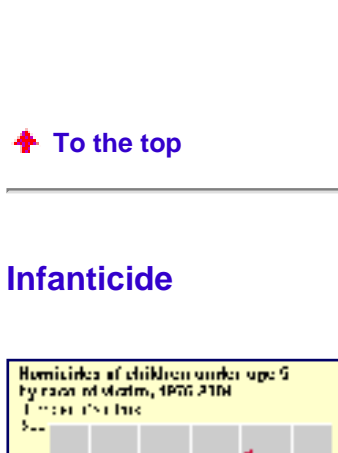 To the top
Infanticide
Homicides of children under age 5
by race of victim, 1976-2004